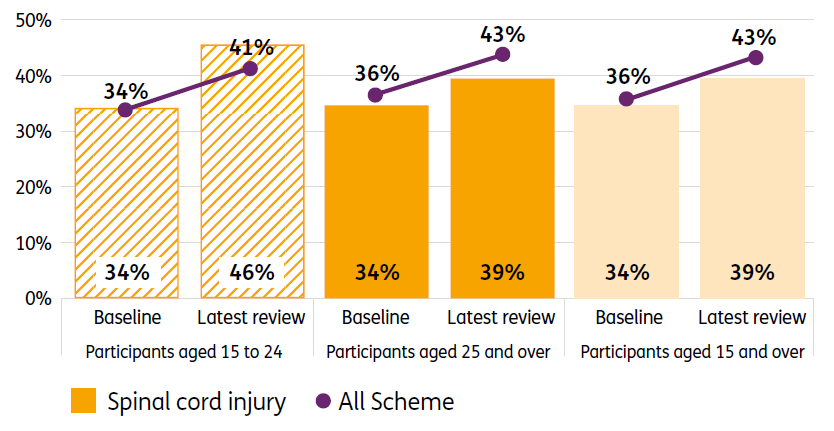 50%
40%
30%
20%
10%
0%
34%
41%
36%
43%
36%
43%
34%
46%
34%
39%
34%
39%
Baseline
Latest review
Baseline
Latest review
Baseline
Latest review
Participants aged 15 to 24
Participants aged 25 and over
Participants aged 15 and over
Spinal cord injury
All Scheme